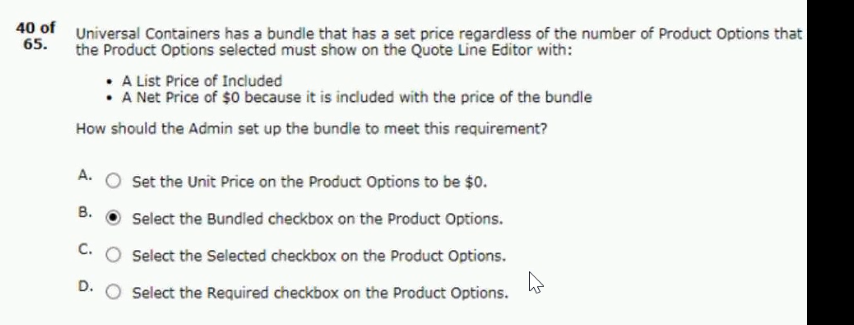 40 of
65.
Universal Containers has a bundle that has a set price regardless of the number of Product Options that
the Product Options selected must show on the Quote Line Editor with:
• A List Price of Included
• A Net Price of $0 because it is included with the price of the bundle
How should the Admin set up the bundle to meet this requirement?
A. Set the Unit Price on the Product Options to be $0.
B. Select the Bundled checkbox on the Product Options.
C. Select the Selected checkbox on the Product Options.
D. Select the Required checkbox on the Product Options.